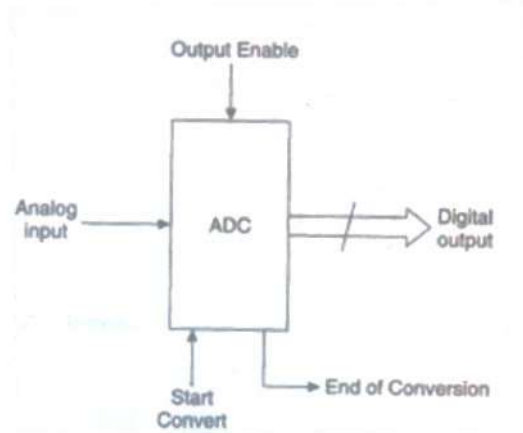 Output Enable
Analog
input
ADC
Digital
output
Start
Convert
End of Conversion